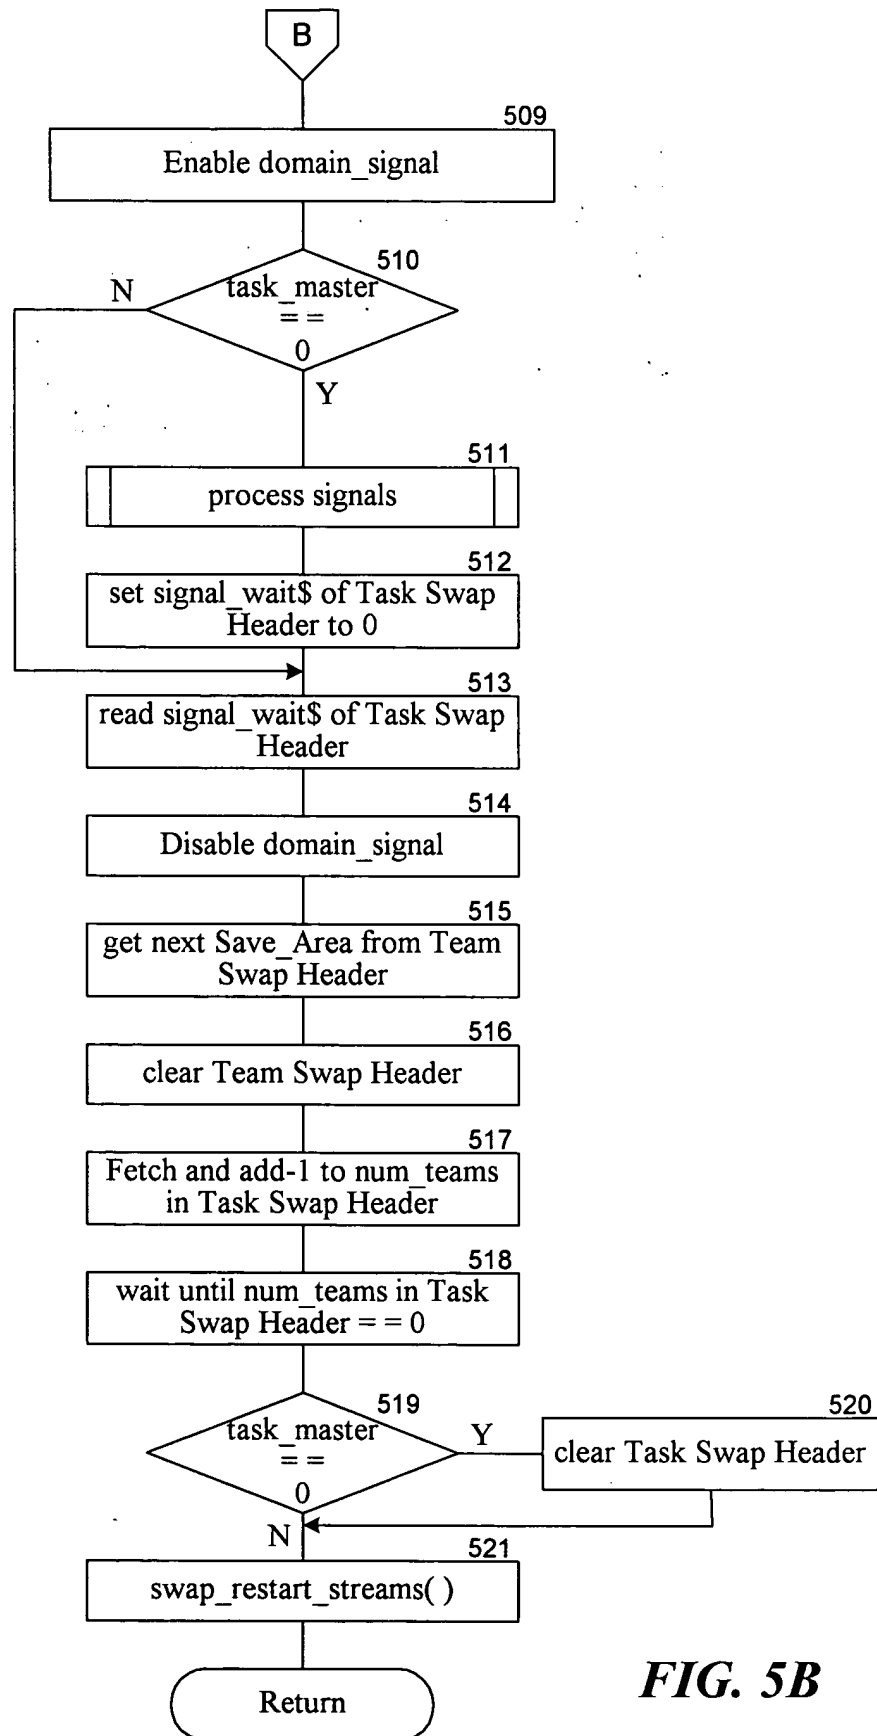 B
509
Enable domain_signal
510
N
task_master
= =
0
Y
511
process signals
512
set signal_wait$ of Task Swap
Header to 0
513
read signal_wait$ of Task Swap
Header
514
Disable domain_signal
515
get next Save_Area from Team
Swap Header
516
clear Team Swap Header
517
Fetch and add-1 to num_teams
in Task Swap Header
518
wait until num_teams in Task
Swap Header = = 0
519
520
task_master
= =
0
Y
clear Task Swap Header
N
521
swap_restart_streams( )
Return
FIG. 5B